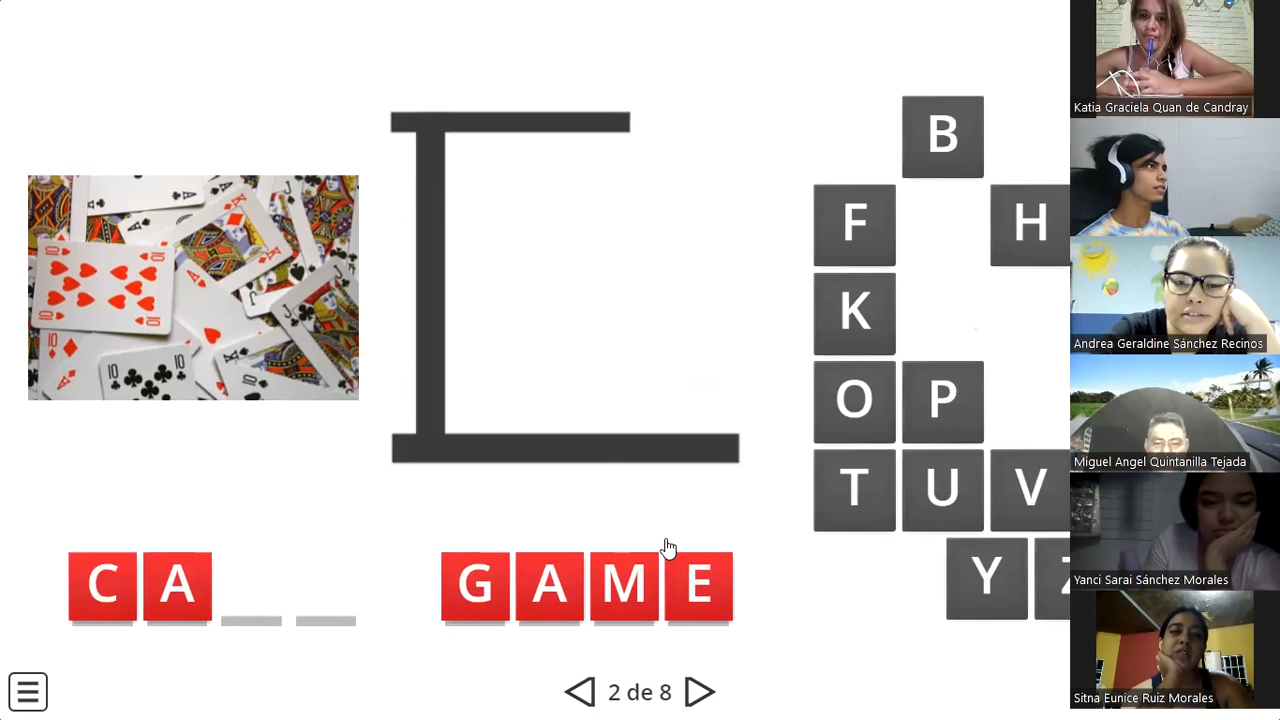 B
F H
K
O P
T U V
Y Z
C A _ _ G A M E
2 de 8
Katia Graciela Quan de Candray
Andrea Geraldine Sánchez Recinos
Miguel Angel Quintanilla Tejada
Yanci Sarai Sánchez Morales
Sitna Eunice Ruiz Morales